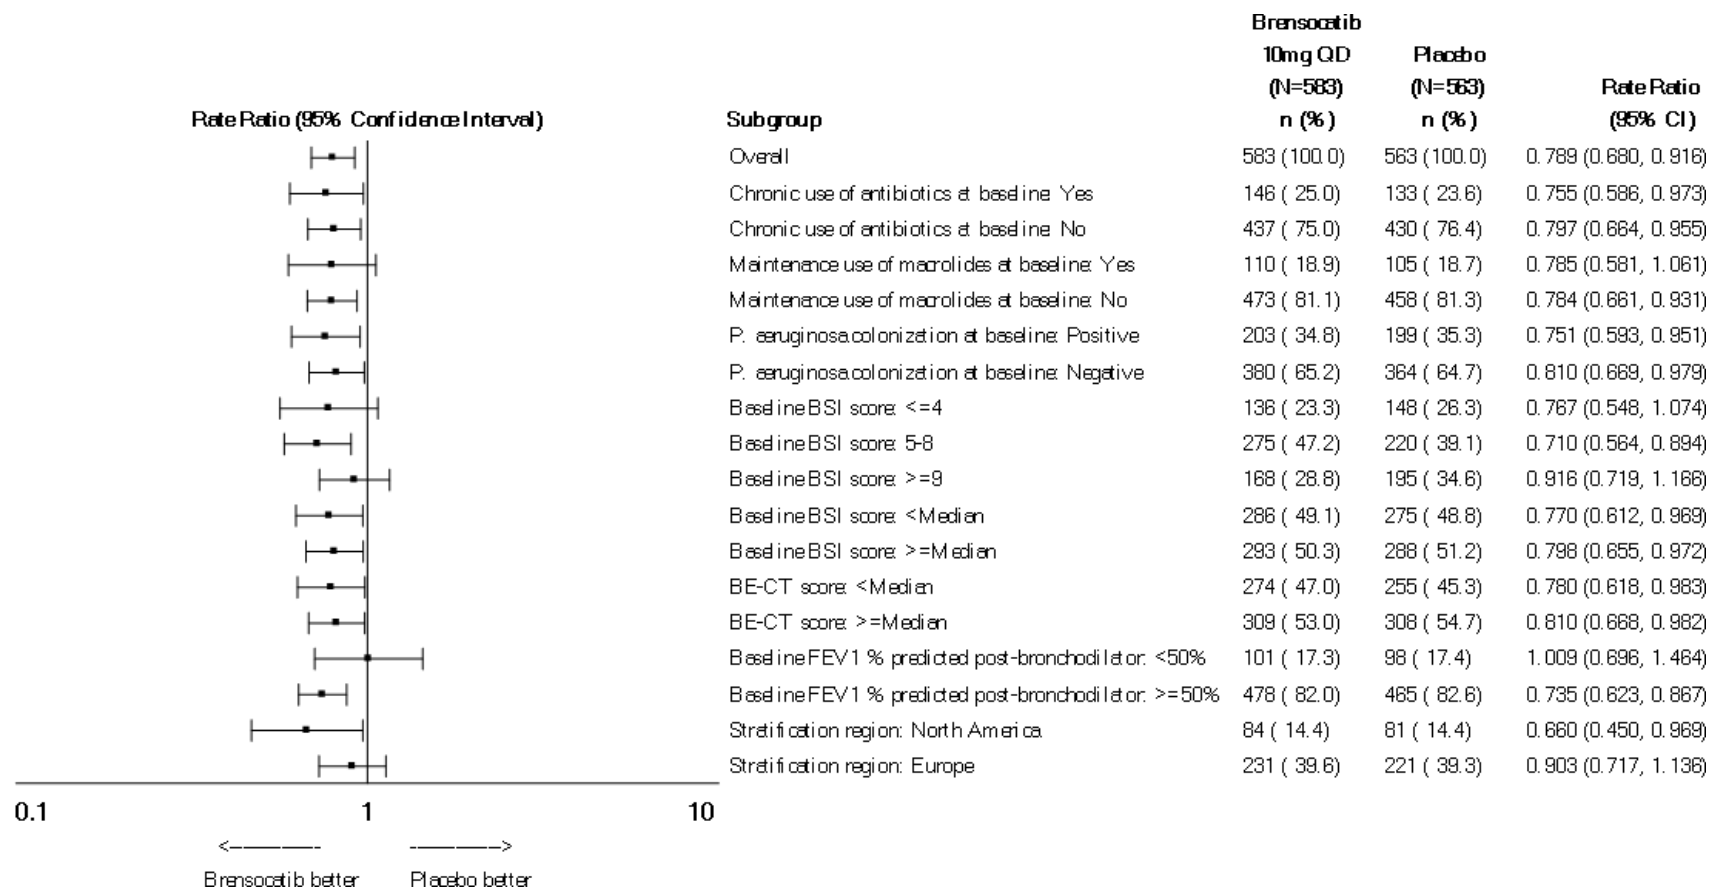 Brensocatib
10mg QD Placebo
(N=583) (N=563) Rate Ratio
Rate Ratio (95% Confidence Interval) Subgroup n (%) n (%) (95% CI)
Overall 583 (100.0) 563 (100.0) 0.789 (0.680, 0.916)
Chronic use of antibiotics at baseline: Yes 146 ( 25.0) 133 ( 23.6) 0.755 (0.586, 0.973)
Chronic use of antibiotics at baseline: No 437 ( 75.0) 430 ( 76.4) 0.797 (0.664, 0.955)
Maintenance use of macrolides at baseline: Yes 110 ( 18.9) 105 ( 18.7) 0.785 (0.581, 1.061)
Maintenance use of macrolides at baseline: No 473 ( 81.1) 458 ( 81.3) 0.784 (0.661, 0.931)
P. aeruginosa colonization at baseline: Positive 203 ( 34.8) 199 ( 35.3) 0.751 (0.593, 0.951)
P. aeruginosa colonization at baseline: Negative 380 ( 65.2) 364 ( 64.7) 0.810 (0.669, 0.979)
Baseline BSI score: <=4 136 ( 23.3) 148 ( 26.3) 0.767 (0.548, 1.074)
Baseline BSI score: 5-8 275 ( 47.2) 220 ( 39.1) 0.710 (0.564, 0.894)
Baseline BSI score: >=9 168 ( 28.8) 195 ( 34.6) 0.916 (0.719, 1.166)
Baseline BSI score: <Median 286 ( 49.1) 275 ( 48.8) 0.770 (0.612, 0.969)
Baseline BSI score: >=Median 293 ( 50.3) 288 ( 51.2) 0.798 (0.655, 0.972)
BE-CT score: <Median 274 ( 47.0) 255 ( 45.3) 0.780 (0.618, 0.983)
BE-CT score: >=Median 309 ( 53.0) 308 ( 54.7) 0.810 (0.668, 0.982)
Baseline FEV1 % predicted post-bronchodilator: <50% 101 ( 17.3) 98 ( 17.4) 1.009 (0.696, 1.464)
Baseline FEV1 % predicted post-bronchodilator: >=50% 478 ( 82.0) 465 ( 82.6) 0.735 (0.623, 0.867)
Stratification region: North America 84 ( 14.4) 81 ( 14.4) 0.660 (0.450, 0.969)
Stratification region: Europe 231 ( 39.6) 221 ( 39.3) 0.903 (0.717, 1.136)
0.1 1 10
<------------ ------------>
Brensocatib better Placebo better